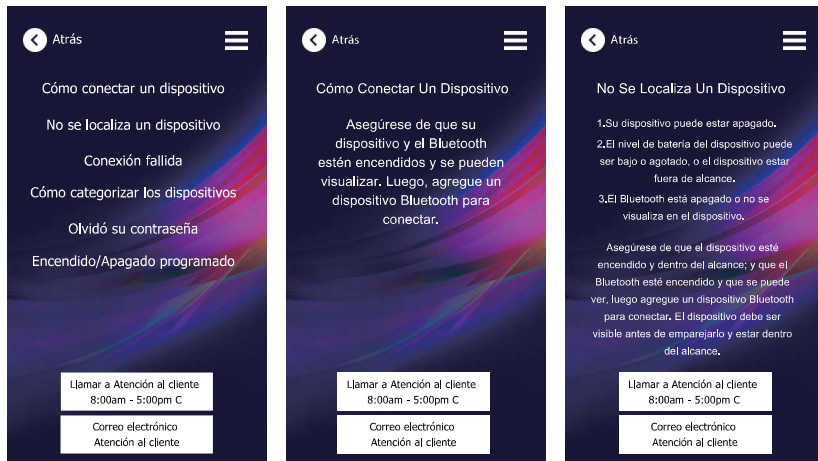 Atrás
Cómo conectar un dispositivo
No se localiza un dispositivo
Conexión fallida
Cómo categorizar los dispositivos
Olvidó su contraseña
Encendido/Apagado programado
Llamar a Atención al cliente
8:00am - 5:00pm C
Correo electrónico
Atención al cliente
Atrás
Cómo Conectar Un Dispositivo
Asegúrese de que su
dispositivo y el Bluetooth
estén encendidos y se pueden
visualizar. Luego, agregue un
dispositivo Bluetooth para
conectar.
Llamar a Atención al cliente
8:00am - 5:00pm C
Correo electrónico
Atención al cliente
Atrás
No Se Localiza Un Dispositivo
1.Su dispositivo puede estar apagado.
2.El nivel de batería del dispositivo puede
ser bajo o agotado, o el dispositivo estar
fuera de alcance.
3.El Bluetooth está apagado o no se
visualiza en el dispositivo.
Asegúrese de que el dispositivo esté
encendido y dentro del alcance; y que el
Bluetooth esté encendido y que se puede
ver, luego agregue un dispositivo Bluetooth
para conectar. El dispositivo debe ser
visible antes de emparejarlo y estar dentro
del alcance.
Llamar a Atención al cliente
8:00am - 5:00pm C
Correo electrónico
Atención al cliente